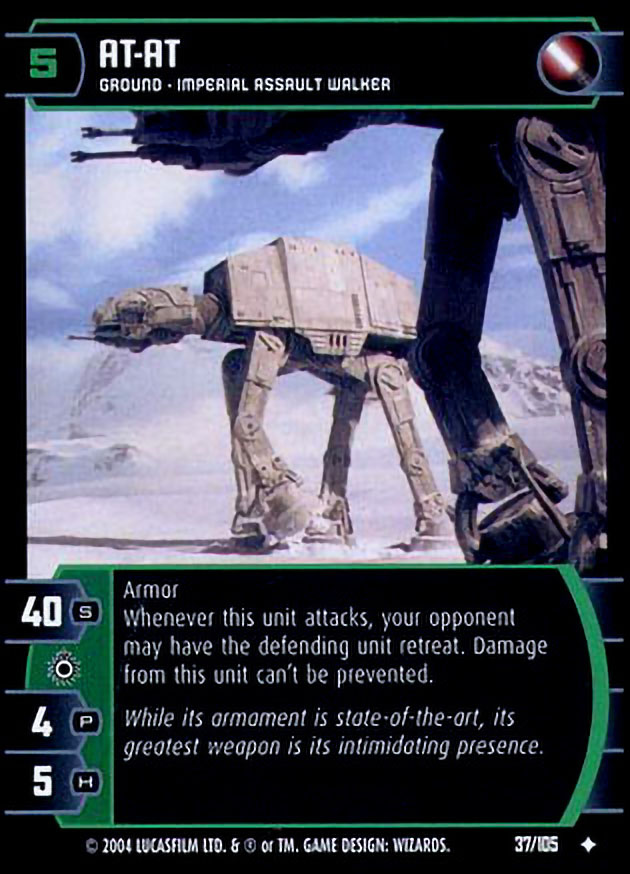 5
AT-AT
GROUND · IMPERIAL ASSAULT WALKER
40 S
Armor
Whenever this unit attacks, your opponent
may have the defending unit retreat. Damage
from this unit can't be prevented.
4 P
While its armament is state-of-the-art, its
greatest weapon is its intimidating presence.
5 H
© 2004 LUCASFILM LTD. & ® or TM. GAME DESIGN: WIZARDS.
37/105